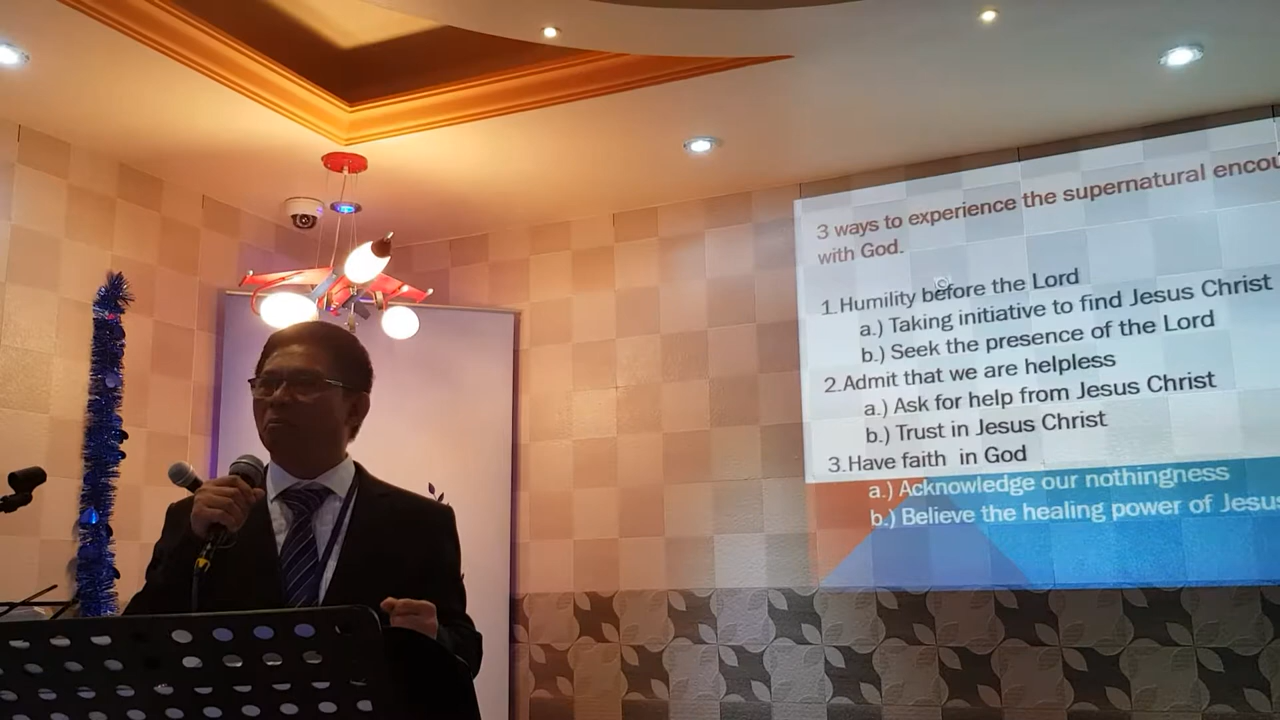 3 ways to experience the supernatural
with God.
1.Humility before the Lord
a.) Taking initiative to find Jesus Christ
b.) Seek the presence of the Lord
2.Admit that we are helpless
a.) Ask for help from Jesus Christ
b.) Trust in Jesus Christ
3.Have faith in God
a.) Acknowledge our nothingness
b.) Believe the healing power of Jesus